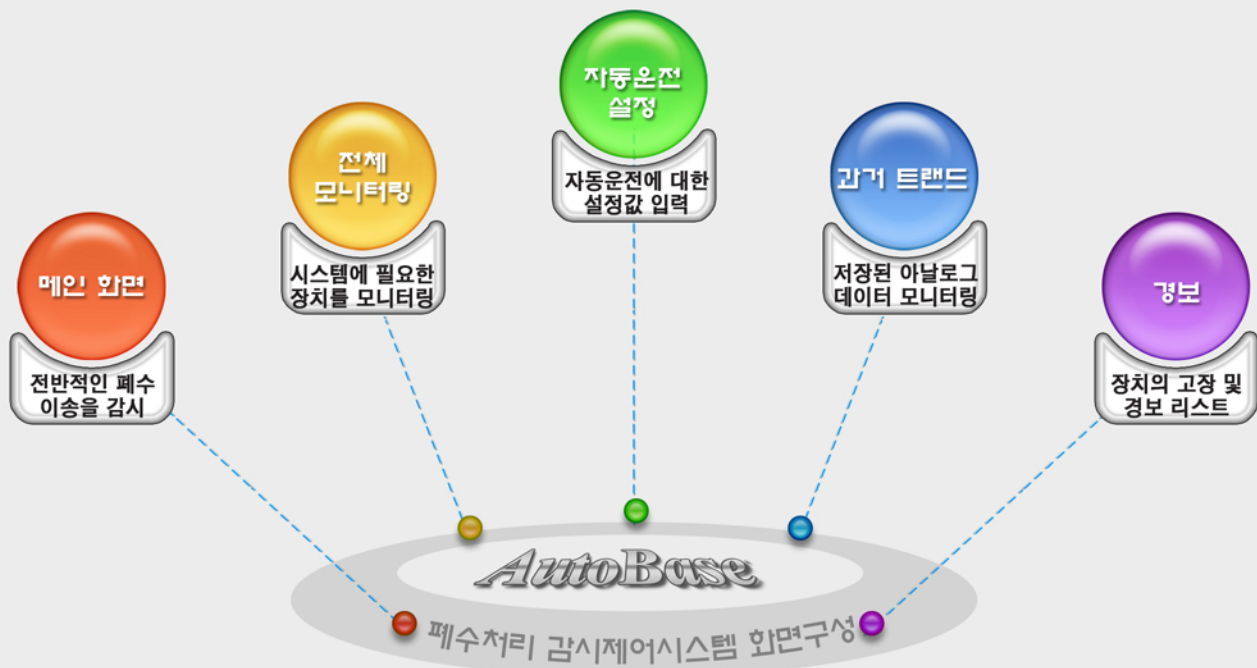 메인 화면
전반적인 폐수
이송을 감시
전체
모니터링
시스템에 필요한
장치를 모니터링
자동운전
설정
자동운전에 대한
설정값 입력
과거 트랜드
저장된 아날로그
데이터 모니터링
경보
장치의 고장 및
경보 리스트
AutoBase
폐수처리 감시제어시스템 화면구성